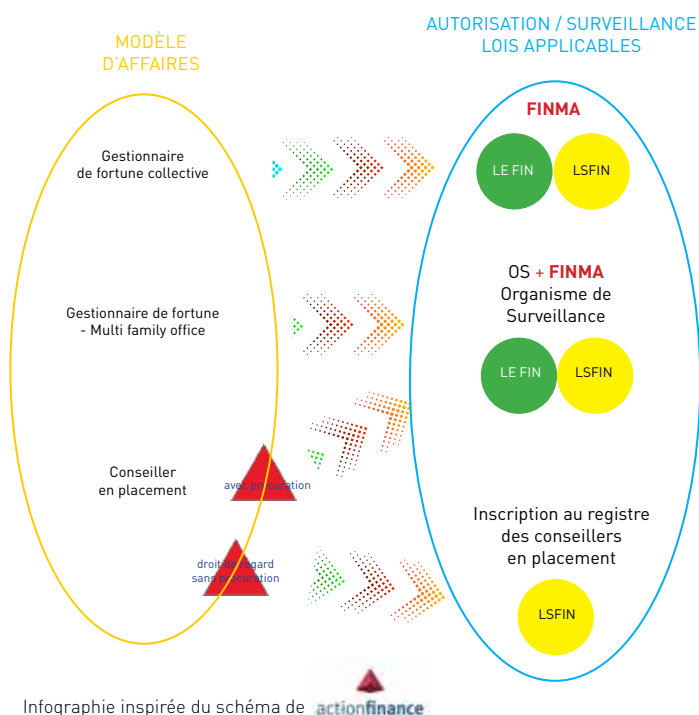 MODÈLE
D'AFFAIRES
AUTORISATION / SURVEILLANCE
LOIS APPLICABLES
Gestionnaire
de fortune collective
FINMA
LE FIN
LSFIN
Gestionnaire de fortune
- Multi family office
OS + FINMA
Organisme de
Surveillance
LE FIN
LSFIN
Conseiller
en placement
avec procuration
droit de regard
sans procuration
Inscription au registre
des conseillers
en placement
LSFIN
Infographie inspirée du schéma de actionfinance